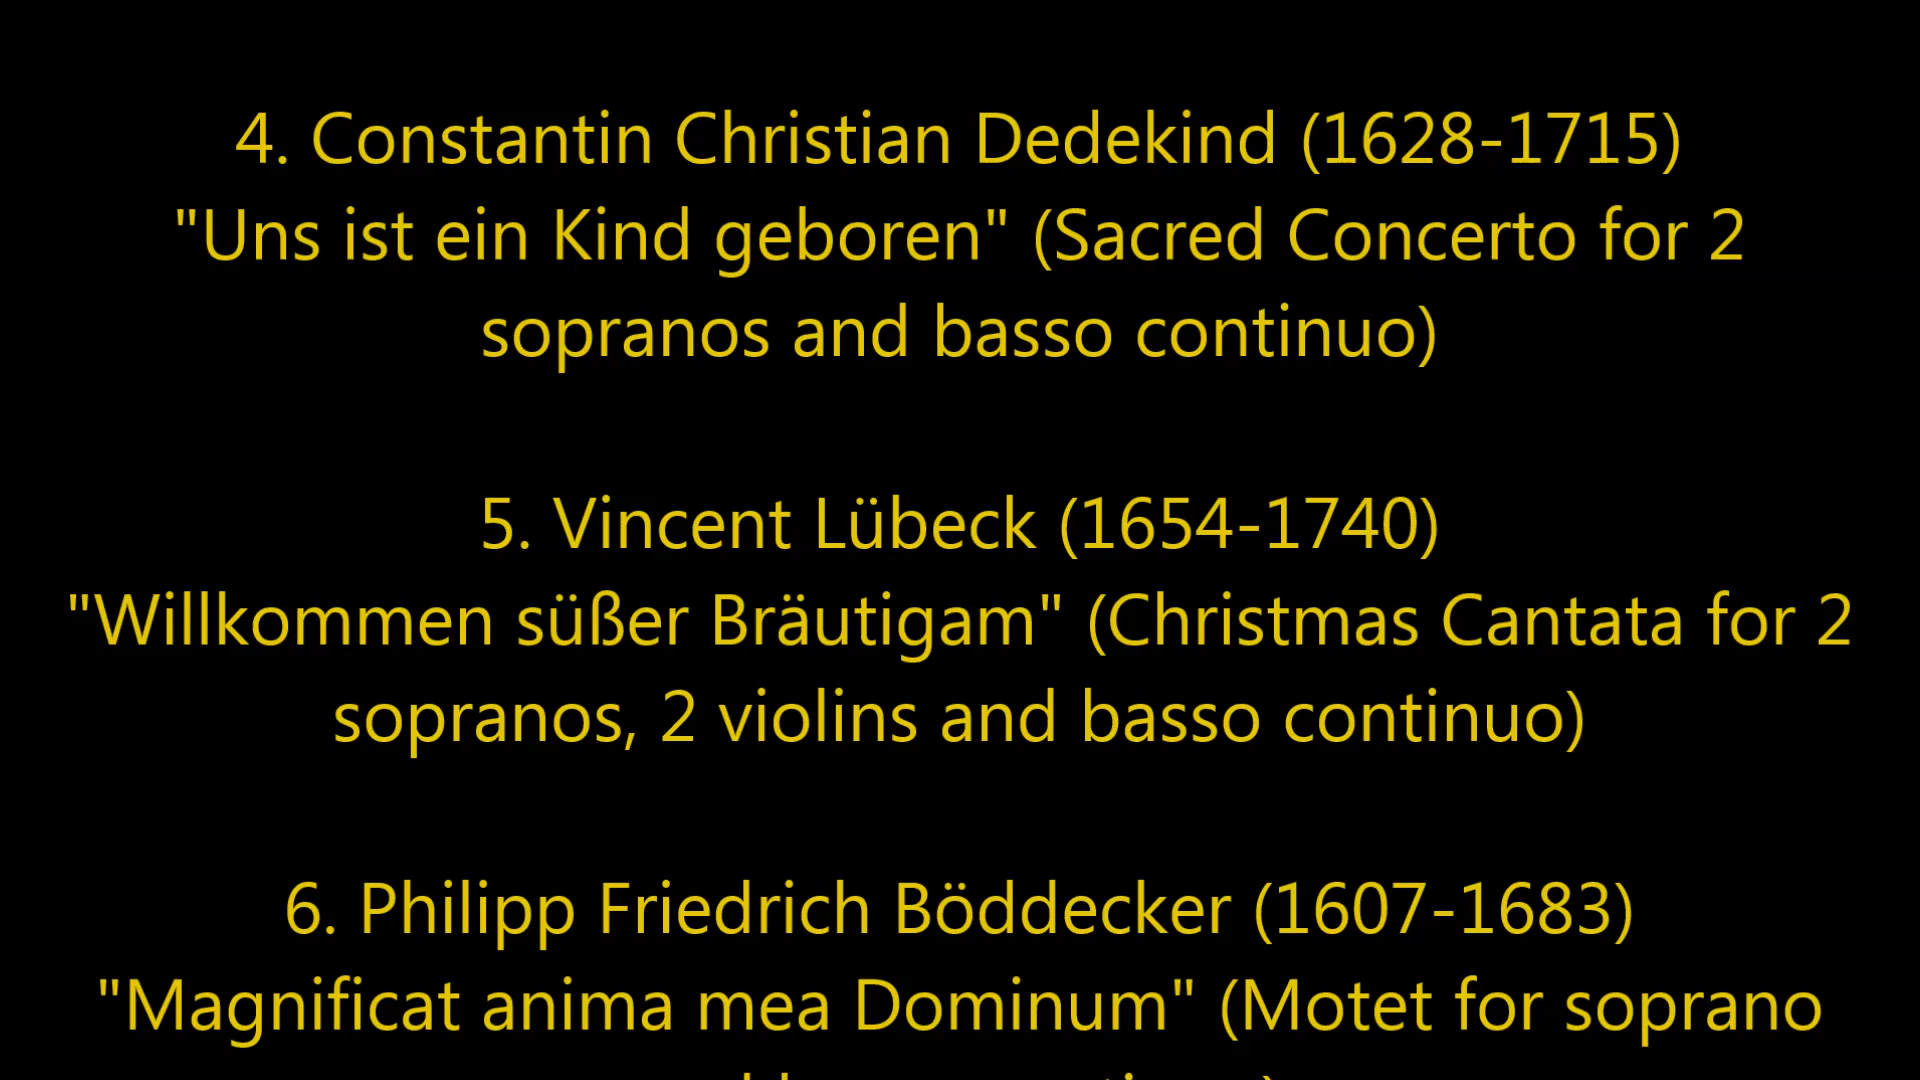 4. Constantin Christian Dedekind (1628-1715)
"Uns ist ein Kind geboren" (Sacred Concerto for 2
sopranos and basso continuo)
5. Vincent Lübeck (1654-1740)
"Willkommen süßer Bräutigam" (Christmas Cantata for 2
sopranos, 2 violins and basso continuo)
6. Philipp Friedrich Böddecker (1607-1683)
"Magnificat anima mea Dominum" (Motet for soprano